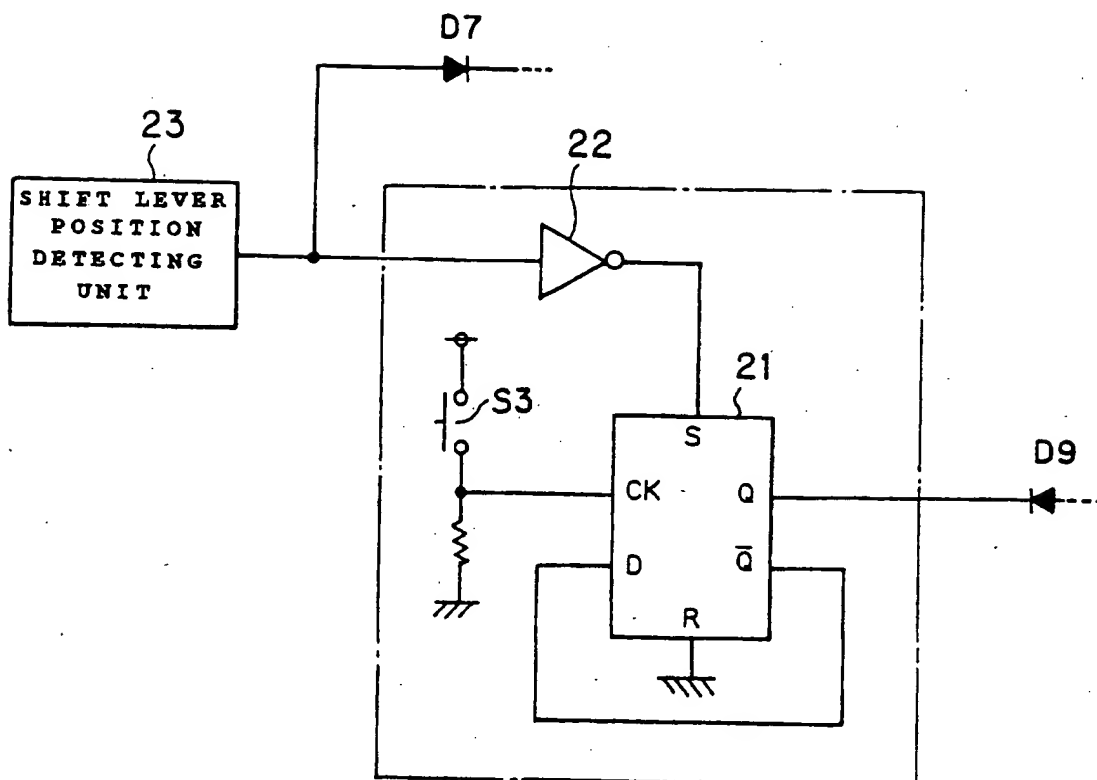 D7
23
SHIFT LEVER
POSITION
DETECTING
UNIT
22
S3
21
S
CK
Q
D
Q̅
R
D9